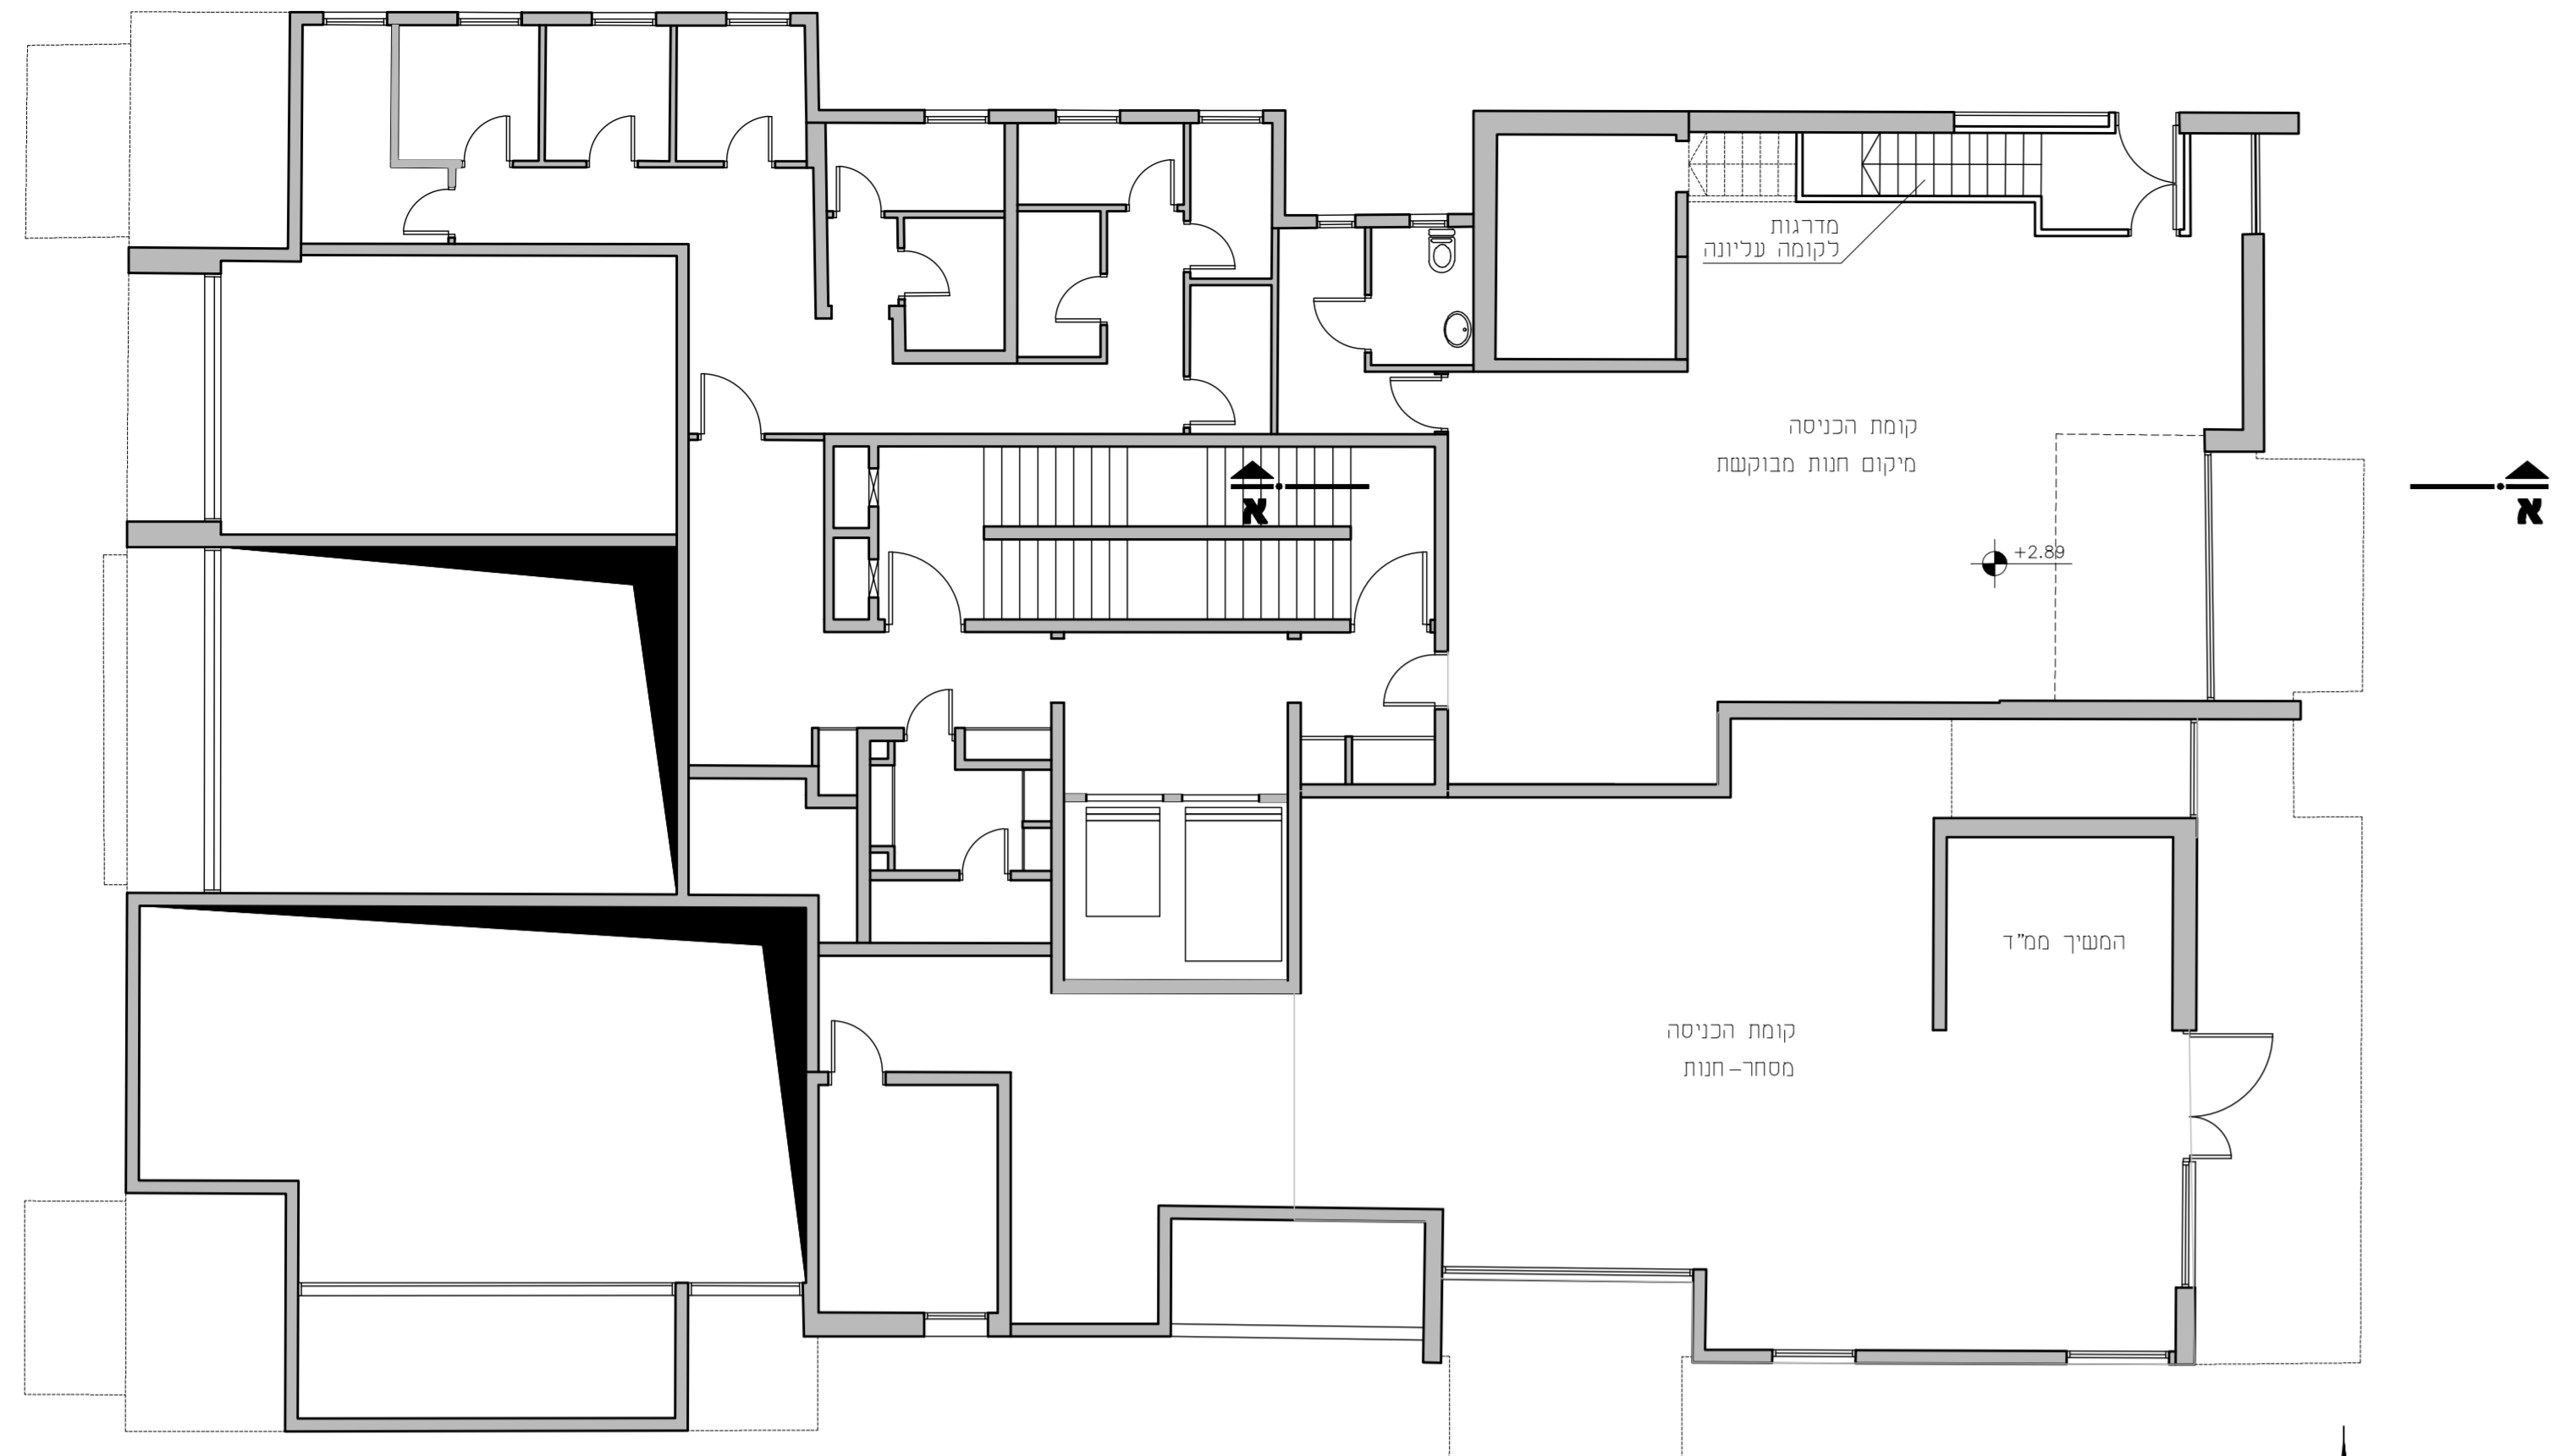 מדרגות
לקומה עליונה
קומת הכניסה
מיקום חנות מבוקשת
א
א
+2.89
המשיך ממ"ד
קומת הכניסה
מסחר-חנות